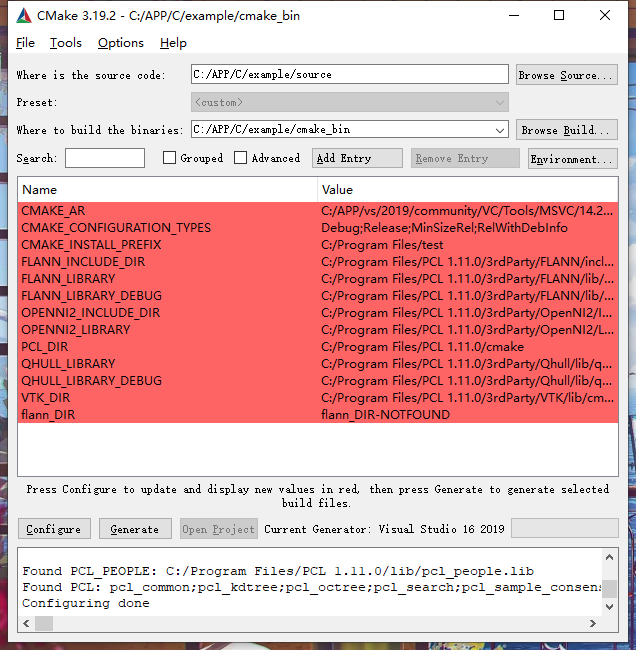 CMake 3.19.2 - C:/APP/C/example/cmake_bin
File Tools Options Help
Where is the source code: C:/APP/C/example/source Browse Source...
Preset: <custom>
Where to build the binaries: C:/APP/C/example/cmake_bin Browse Build...
Search: Grouped Advanced Add Entry Remove Entry Environment...
Name Value
CMAKE_AR C:/APP/vs/2019/community/VC/Tools/MSVC/14.2...
CMAKE_CONFIGURATION_TYPES Debug;Release;MinSizeRel;RelWithDebInfo
CMAKE_INSTALL_PREFIX C:/Program Files/test
FLANN_INCLUDE_DIR C:/Program Files/PCL 1.11.0/3rdParty/FLANN/incl...
FLANN_LIBRARY C:/Program Files/PCL 1.11.0/3rdParty/FLANN/lib/...
FLANN_LIBRARY_DEBUG C:/Program Files/PCL 1.11.0/3rdParty/FLANN/lib/...
OPENNI2_INCLUDE_DIR C:/Program Files/PCL 1.11.0/3rdParty/OpenNI2/I...
OPENNI2_LIBRARY C:/Program Files/PCL 1.11.0/3rdParty/OpenNI2/L...
PCL_DIR C:/Program Files/PCL 1.11.0/cmake
QHULL_LIBRARY C:/Program Files/PCL 1.11.0/3rdParty/Qhull/lib/q...
QHULL_LIBRARY_DEBUG C:/Program Files/PCL 1.11.0/3rdParty/Qhull/lib/q...
VTK_DIR C:/Program Files/PCL 1.11.0/3rdParty/VTK/lib/cm...
flann_DIR flann_DIR-NOTFOUND
Press Configure to update and display new values in red, then press Generate to generate selected
build files.
Configure Generate Open Project Current Generator: Visual Studio 16 2019
Found PCL_PEOPLE: C:/Program Files/PCL 1.11.0/lib/pcl_people.lib
Found PCL: pcl_common;pcl_kdtree;pcl_octree;pcl_search;pcl_sample_consens
Configuring done